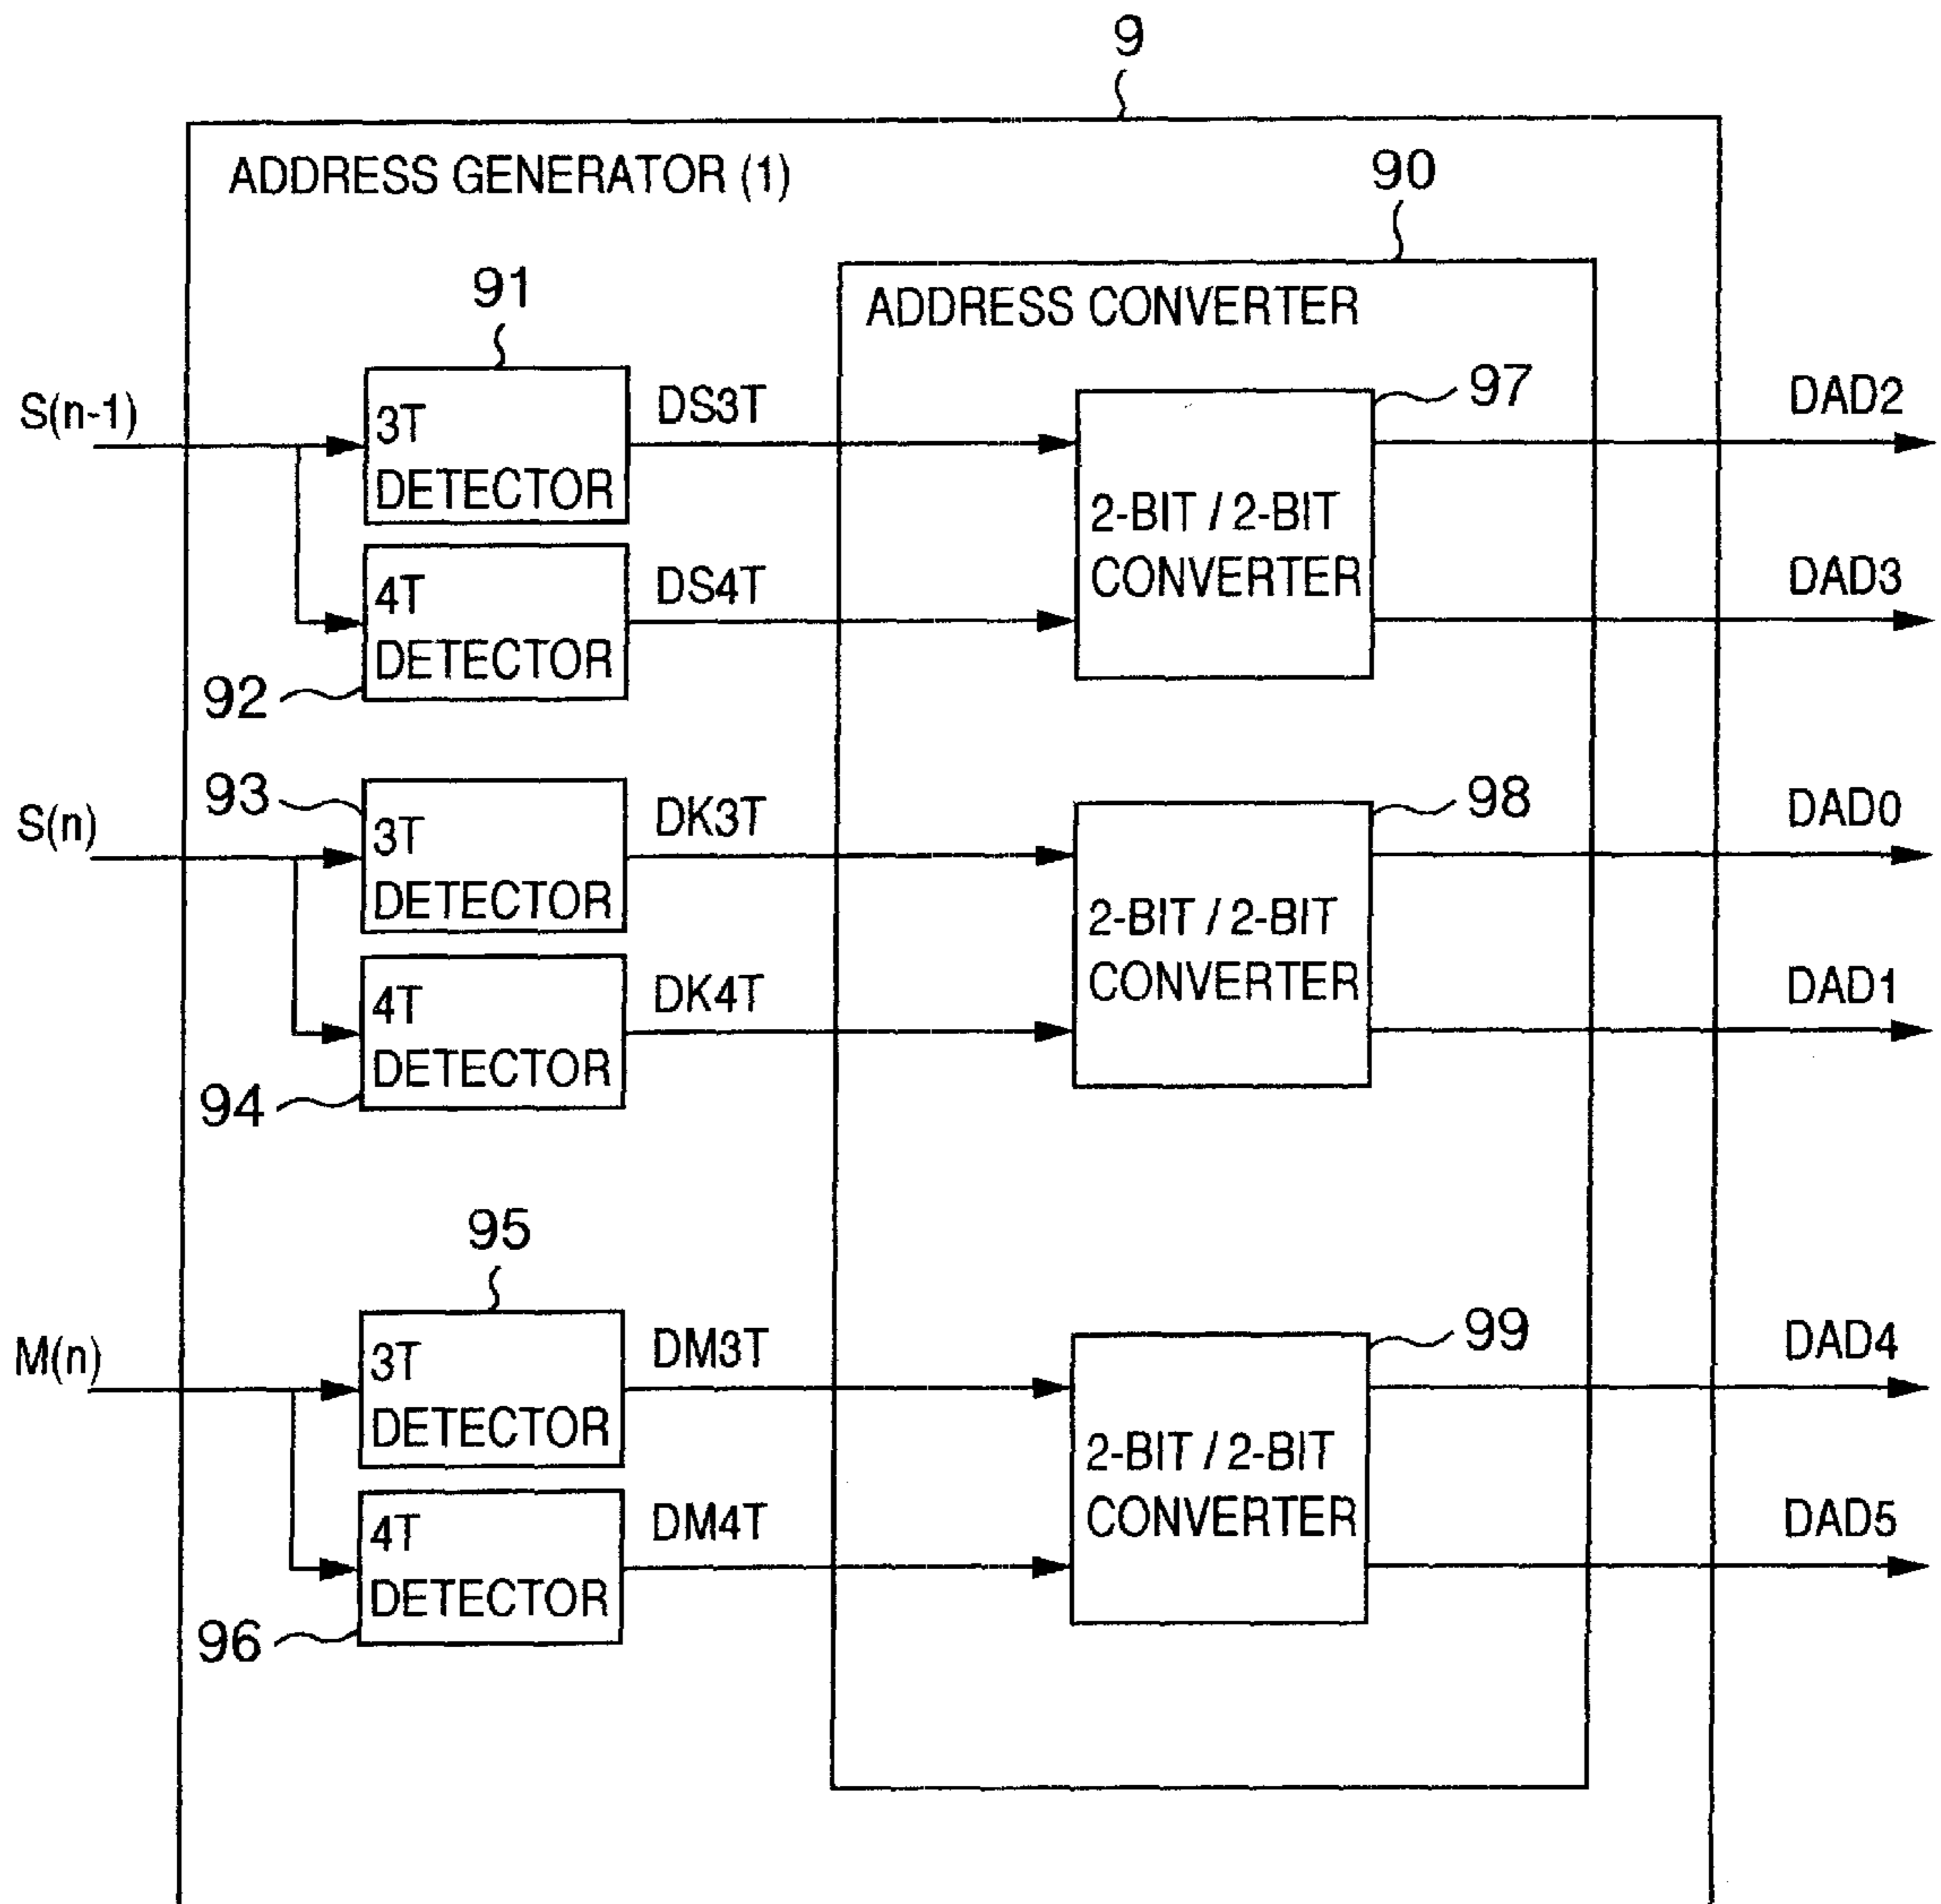 9
ADDRESS GENERATOR (1)
90
91
ADDRESS CONVERTER
S(n-1)
3T
DETECTOR
DS3T
97
DAD2
2-BIT / 2-BIT
CONVERTER
4T
DETECTOR
DS4T
DAD3
92
S(n)
93
3T
DETECTOR
DK3T
98
DAD0
2-BIT / 2-BIT
CONVERTER
4T
DETECTOR
DK4T
DAD1
94
95
M(n)
3T
DETECTOR
DM3T
99
DAD4
2-BIT / 2-BIT
CONVERTER
4T
DETECTOR
DM4T
DAD5
96